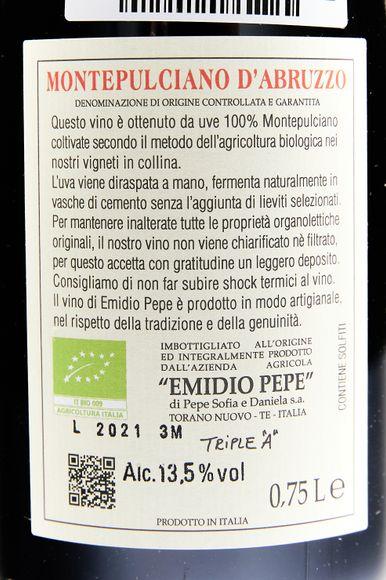 MONTEPULCIANO D'ABRUZZO
DENOMINAZIONE DI ORIGINE CONTROLLATA E GARANTITA
Questo vino è ottenuto da uve 100% Montepulciano
coltivate secondo il metodo dell'agricoltura biologica nei
nostri vigneti in collina.
L'uva viene diraspata a mano, fermenta naturalmente in
vasche di cemento senza l'aggiunta di lieviti selezionati.
Per mantenere inalterate tutte le proprietà organolettiche
originali, il nostro vino non viene chiarificato nè filtrato,
per questo accetta con gratitudine un leggero deposito.
Consigliamo di non far subire shock termici al vino.
Il vino di Emidio Pepe è prodotto in modo artigianale,
nel rispetto della tradizione e della genuinità.
IMBOTTIGLIATO ALL'ORIGINE
ED INTEGRALMENTE PRODOTTO
DALL'AZIENDA AGRICOLA
"EMIDIO PEPE"
di Pepe Sofia e Daniela s.a.
TORANO NUOVO - TE - ITALIA
CONTIENE SOLFITI
IT BIO 009
AGRICOLTURA ITALIA
L 2021 3M
TRIPLE "A"
Alc.13,5% vol
0,75 L e
PRODOTTO IN ITALIA